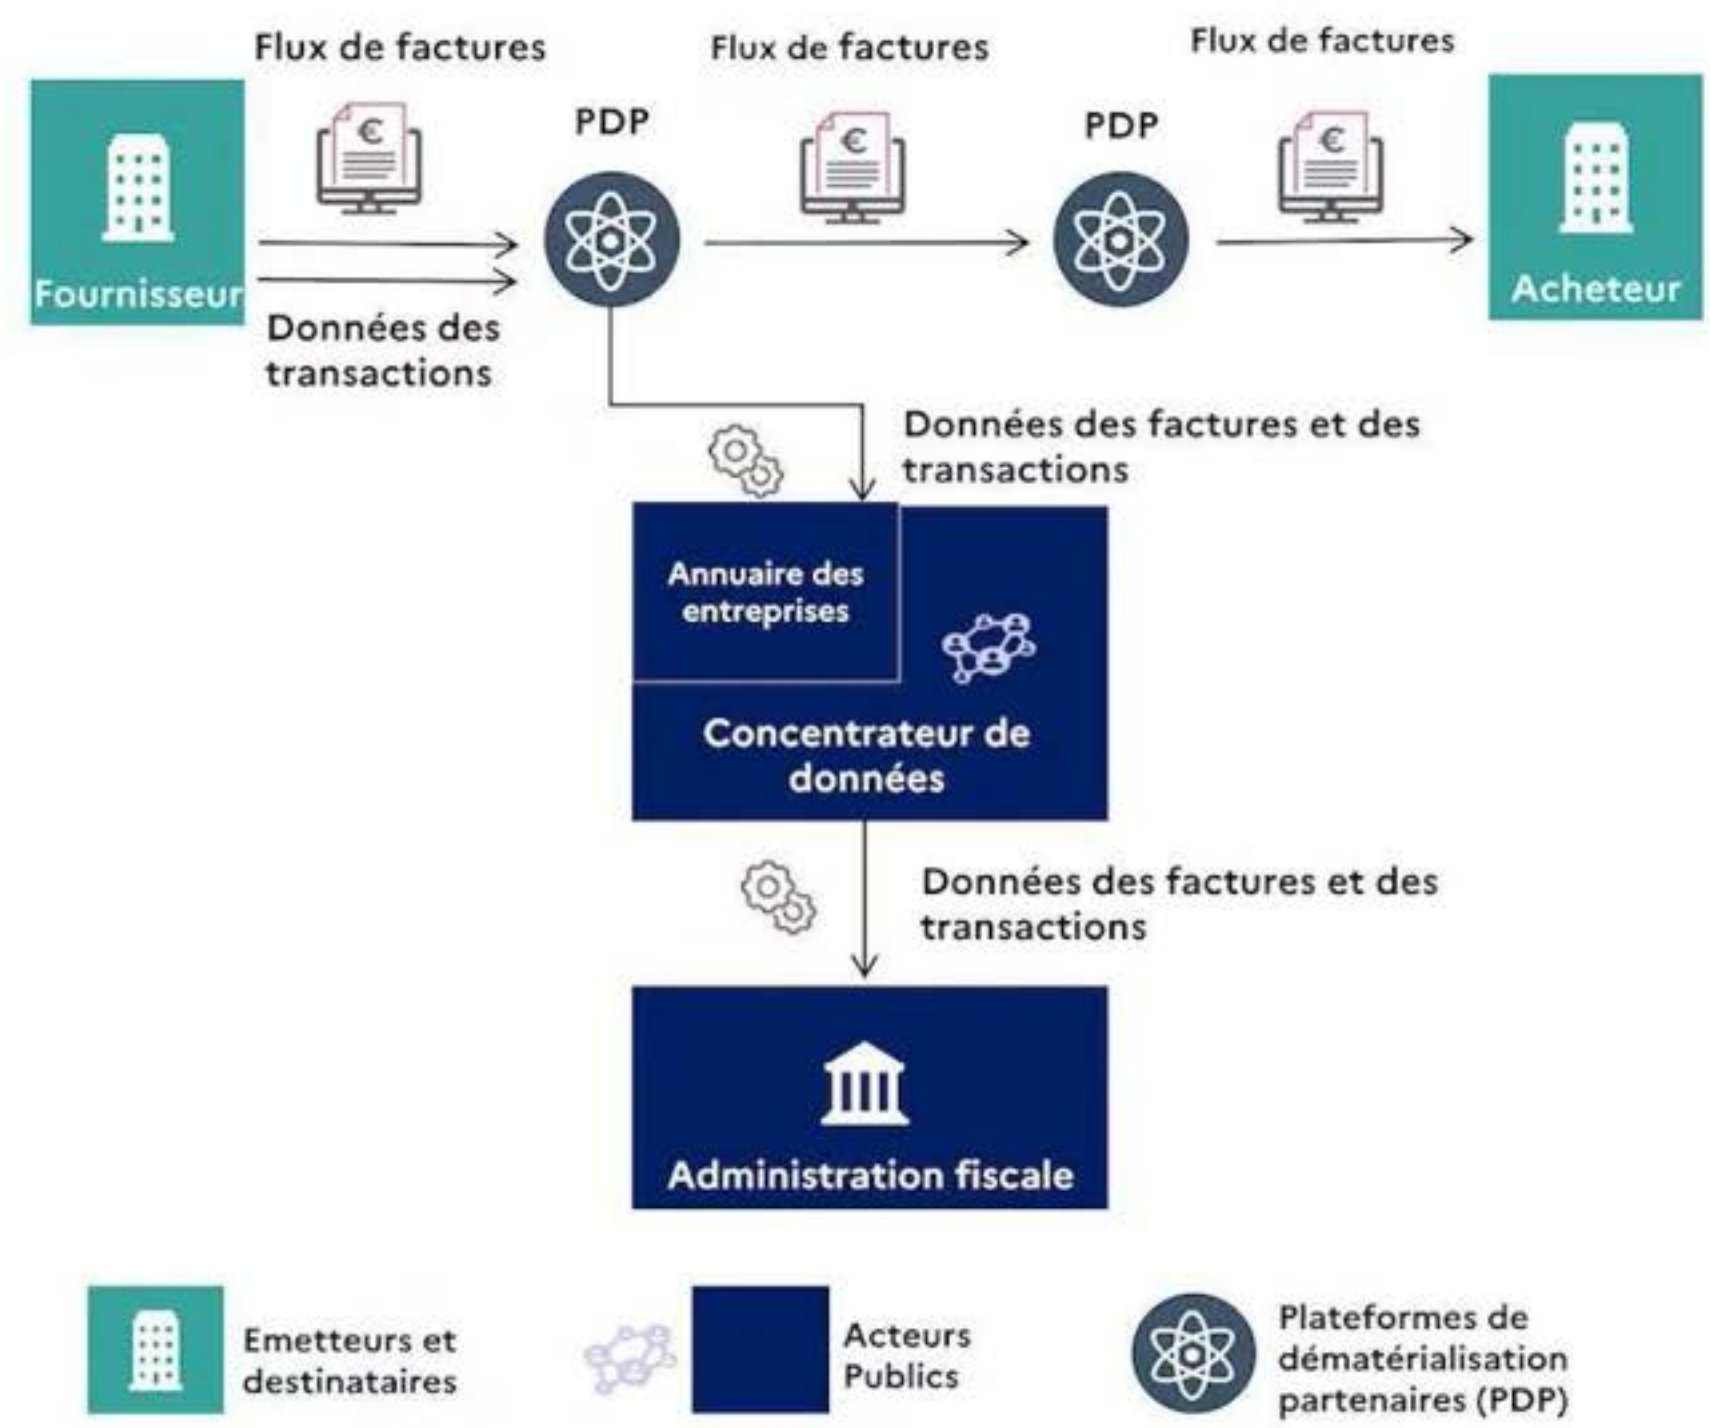 Flux de factures
Flux de factures
Flux de factures
PDP
PDP
€
€
€
Fournisseur
Acheteur
Données des
transactions
Données des factures et des
transactions
Annuaire des
entreprises
Concentrateur de
données
Données des factures et des
transactions
Administration fiscale
Emetteurs et
destinataires
Acteurs
Publics
Plateformes de
dématérialisation
partenaires (PDP)